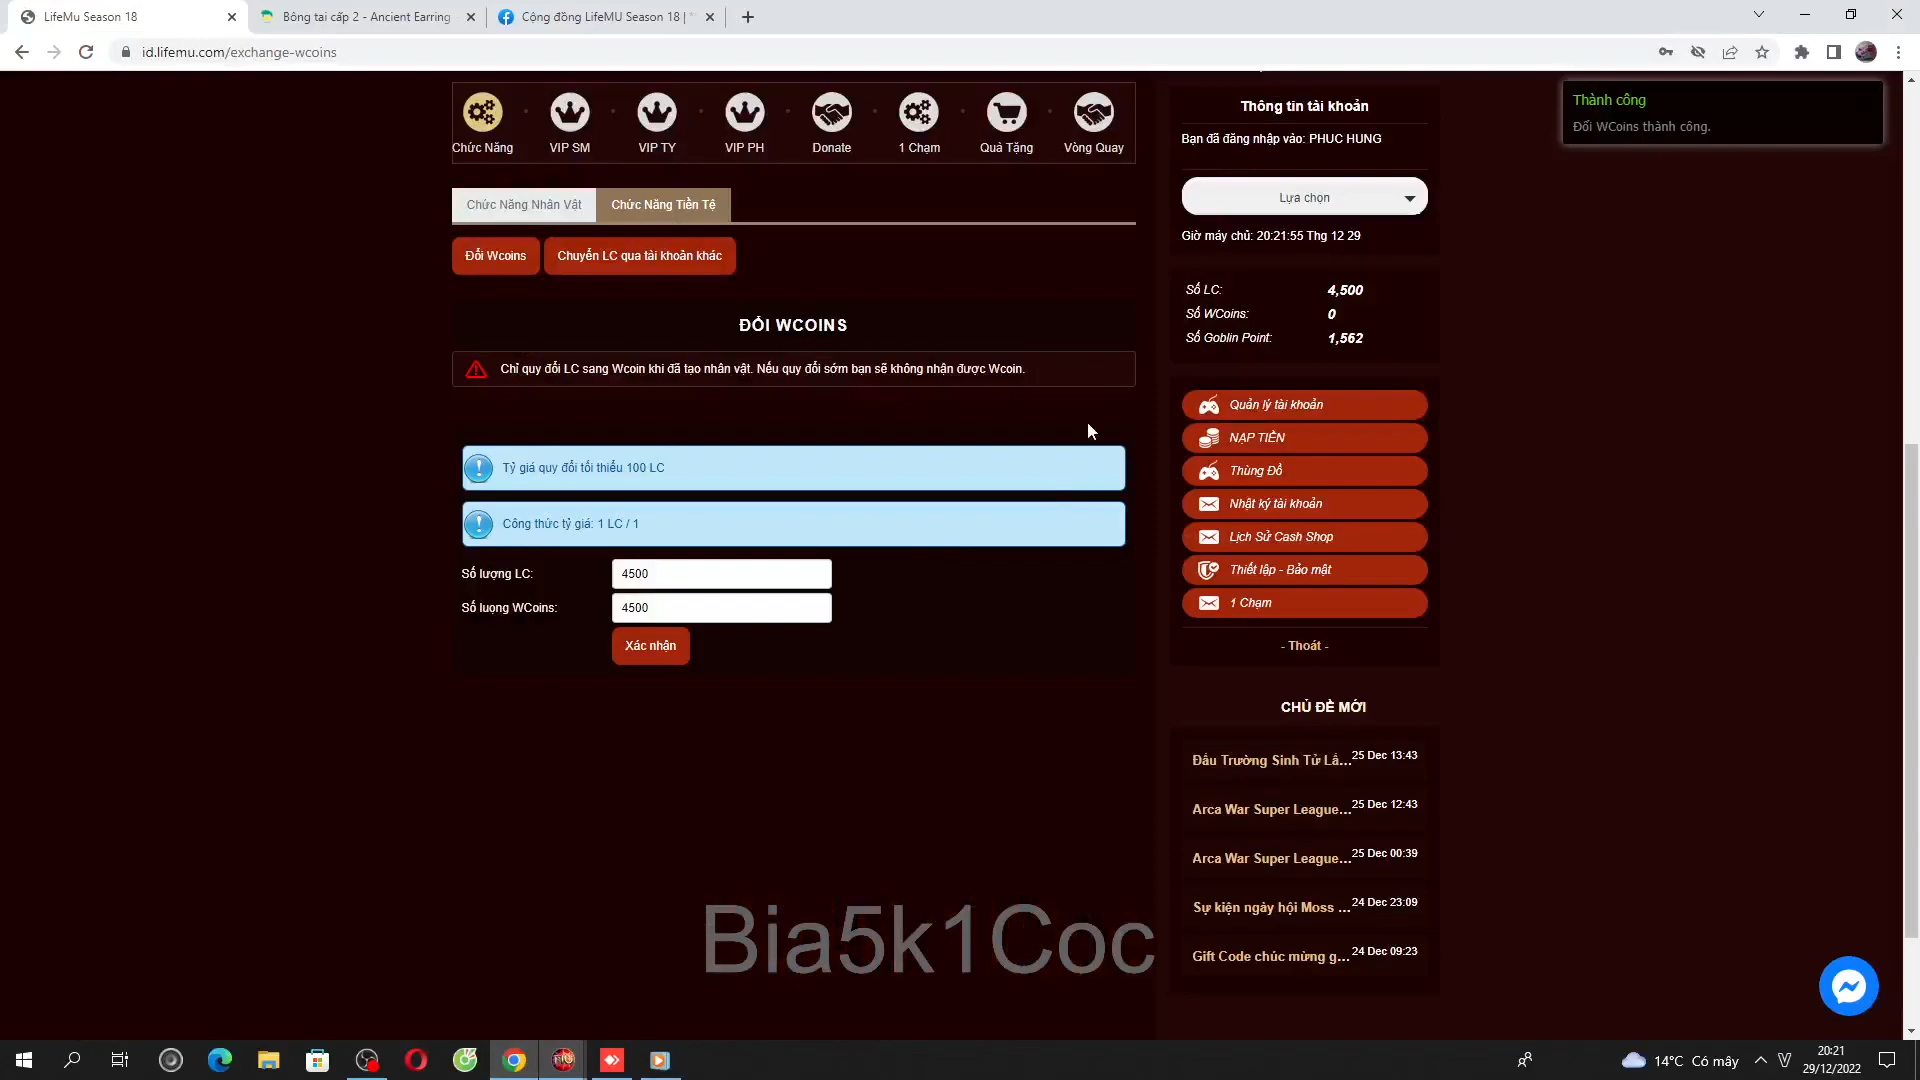 LifeMu Season 18
Bông tai cấp 2 - Ancient Earring
Cộng đồng LifeMU Season 18 |
id.lifemu.com/exchange-wcoins
Chức Năng
VIP SM
VIP TY
VIP PH
Donate
1 Chạm
Quà Tặng
Vòng Quay
Chức Năng Nhân Vật
Chức Năng Tiền Tệ
Đổi Wcoins
Chuyển LC qua tài khoản khác
ĐỔI WCOINS
Chỉ quy đổi LC sang Wcoin khi đã tạo nhân vật. Nếu quy đổi sớm bạn sẽ không nhận được Wcoin.
Tỷ giá quy đổi tối thiểu 100 LC
Công thức tỷ giá: 1 LC / 1
Số lượng LC:
4500
Số luọng WCoins:
4500
Xác nhận
Thông tin tài khoản
Bạn đã đăng nhập vào: PHUC HUNG
Lựa chọn
Giờ máy chủ: 20:21:55 Thg 12 29
Số LC: 4,500
Số WCoins: 0
Số Goblin Point: 1,562
Quản lý tài khoản
NẠP TIỀN
Thùng Đồ
Nhật ký tài khoản
Lịch Sử Cash Shop
Thiết lập - Bảo mật
1 Chạm
- Thoát -
CHỦ ĐỀ MỚI
Đấu Trường Sinh Tử Lấ... 25 Dec 13:43
Arca War Super League... 25 Dec 12:43
Arca War Super League... 25 Dec 00:39
Sự kiện ngày hội Moss ... 24 Dec 23:09
Gift Code chúc mừng g... 24 Dec 09:23
Thành công
Đổi WCoins thành công.
Bia5k1Coc
14°C Có mây
20:21
29/12/2022